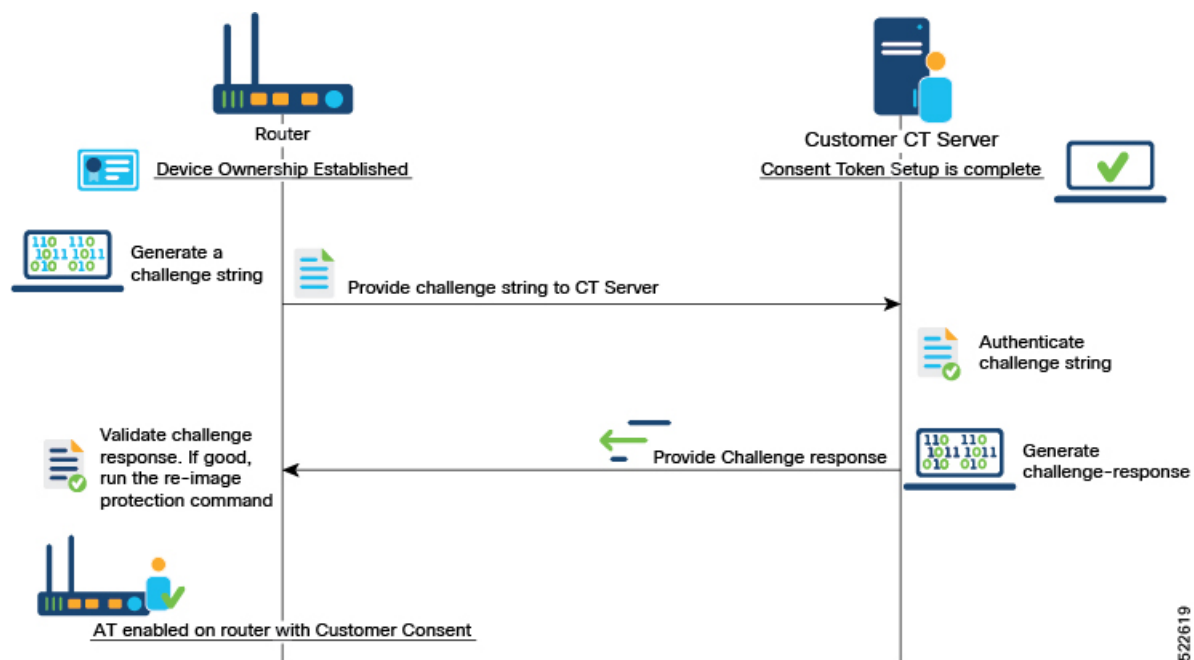 Router
Customer CT Server
Device Ownership Established
Consent Token Setup is complete
110 110
1011 1011
010 010
Generate a
challenge string
Provide challenge string to CT Server
Authenticate
challenge string
Validate challenge
response. If good,
run the re-image
protection command
Provide Challenge response
110 110
1011 1011
010 010
Generate
challenge-response
AT enabled on router with Customer Consent
522619